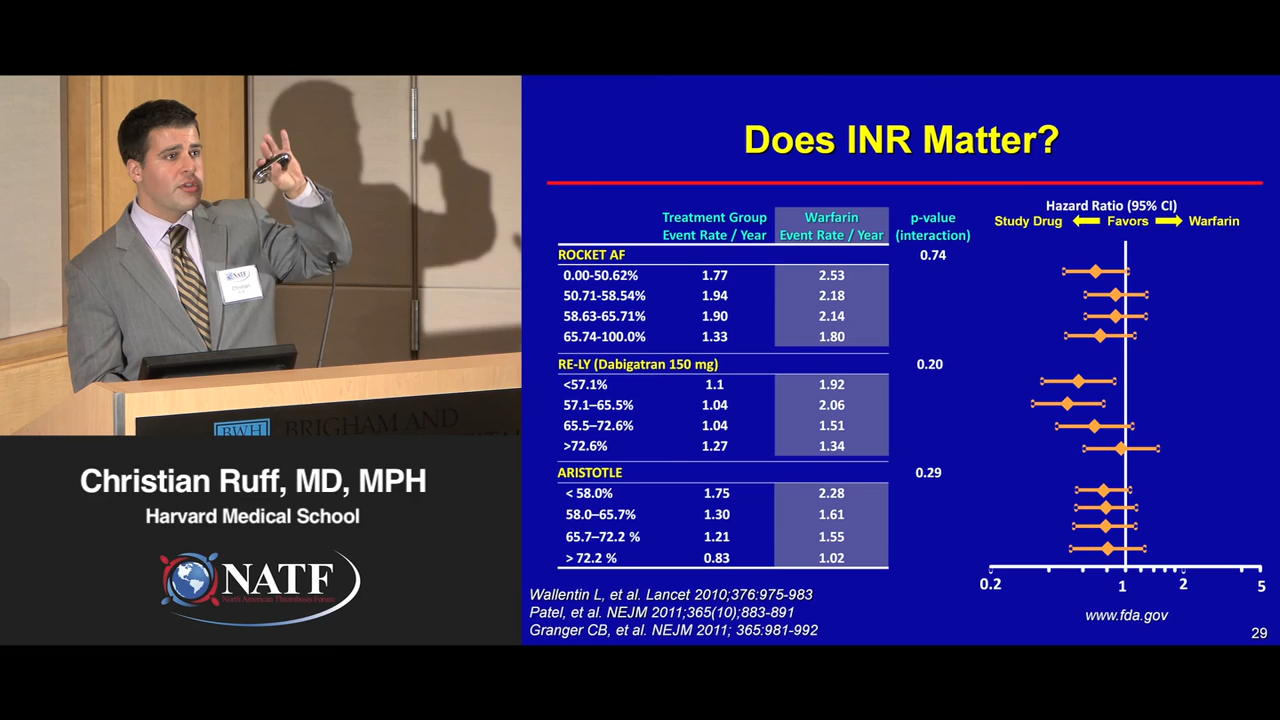 Does INR Matter?
Hazard Ratio (95% CI)
Study Drug Favors Warfarin
Treatment Group Event Rate / Year
Warfarin Event Rate / Year
p-value (interaction)
ROCKET AF 0.74
0.00-50.62% 1.77 2.53
50.71-58.54% 1.94 2.18
58.63-65.71% 1.90 2.14
65.74-100.0% 1.33 1.80
RE-LY (Dabigatran 150 mg) 0.20
<57.1% 1.1 1.92
57.1–65.5% 1.04 2.06
65.5–72.6% 1.04 1.51
>72.6% 1.27 1.34
ARISTOTLE 0.29
< 58.0% 1.75 2.28
58.0–65.7% 1.30 1.61
65.7–72.2 % 1.21 1.55
> 72.2 % 0.83 1.02
0.2 1 2 5
Wallentin L, et al. Lancet 2010;376:975-983
Patel, et al. NEJM 2011;365(10);883-891
Granger CB, et al. NEJM 2011; 365:981-992
www.fda.gov
29
NATF
Christian
BWH
BRIGHAM AND
Christian Ruff, MD, MPH
Harvard Medical School
NATF
North American Thrombosis Forum